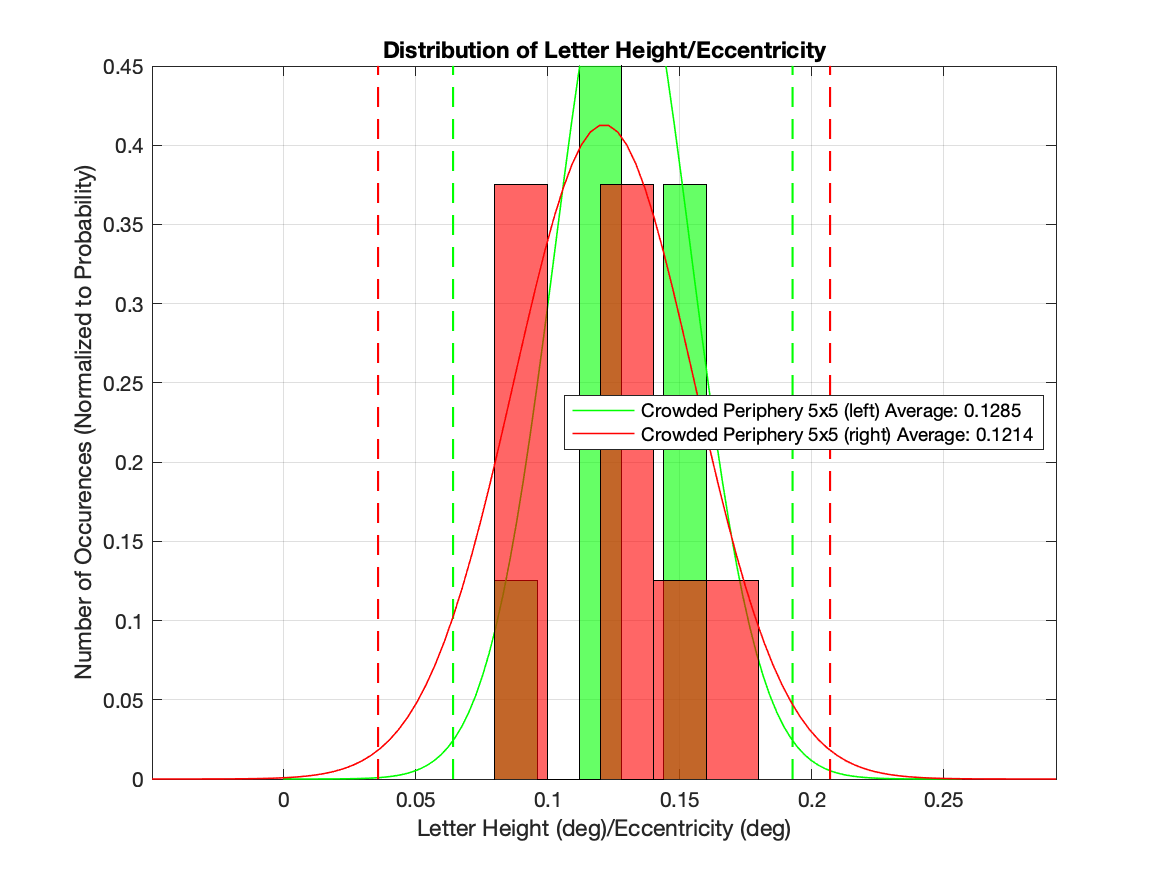 Distribution of Letter Height/Eccentricity
Number of Occurences (Normalized to Probability)
0.45
0.4
0.35
0.3
0.25
0.2
0.15
0.1
0.05
0
Crowded Periphery 5x5 (left) Average: 0.1285
Crowded Periphery 5x5 (right) Average: 0.1214
0 0.05 0.1 0.15 0.2 0.25
Letter Height (deg)/Eccentricity (deg)